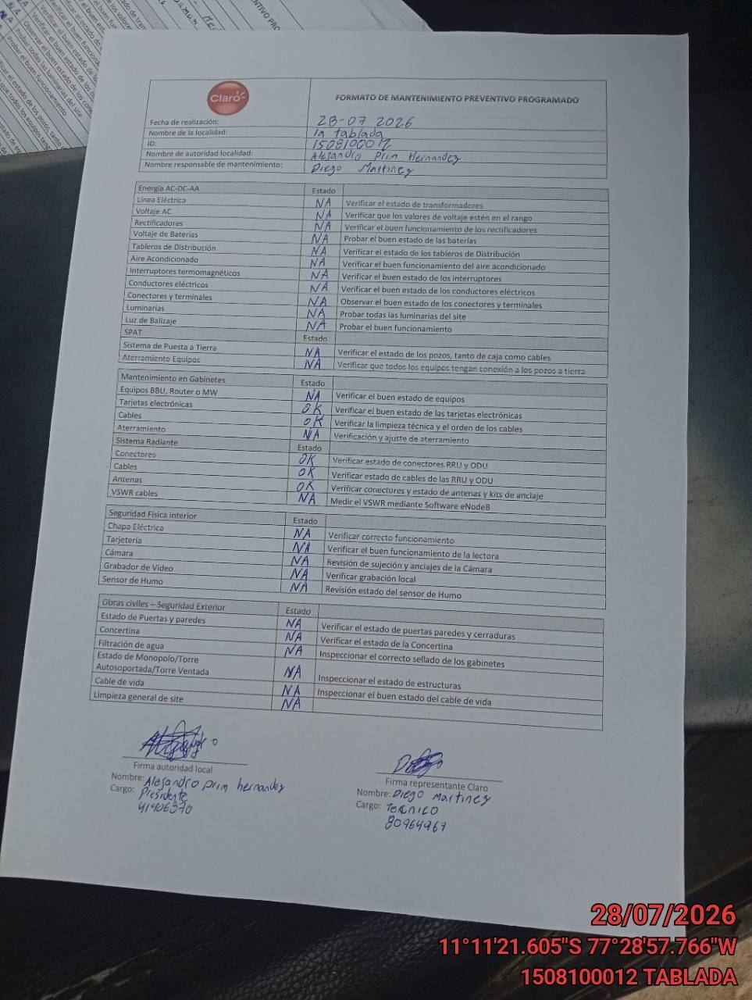 Claro
FORMATO DE MANTENIMIENTO PREVENTIVO PROGRAMADO
Fecha de realización: 28-07 2026
Nombre de la localidad: la tablada
ID: 1508100012
Nombre de autoridad localidad: Alesandro Prim Hernandez
Nombre responsable de mantenimiento: Diego Martinez
Energía AC-DC-AA Estado
Línea Eléctrica NA Verificar el estado de transformadores
Voltaje AC NA Verificar que los valores de voltaje estén en el rango
Rectificadores NA Verificar el buen funcionamiento de los rectificadores
Voltaje de Baterías NA Probar el buen estado de las baterías
Tableros de Distribución NA Verificar el estado de los tableros de Distribución
Aire Acondicionado NA Verificar el buen funcionamiento del aire acondicionado
Interruptores termomagnéticos NA Verificar el buen estado de los interruptores
Conductores eléctricos NA Verificar el buen estado de los conductores eléctricos
Conectores y terminales NA Observar el buen estado de los conectores y terminales
Luminarias NA Probar todas las luminarias del site
Luz de Balizaje NA Probar el buen funcionamiento
SPAT Estado
Sistema de Puesta a Tierra NA Verificar el estado de los pozos, tanto de caja como cables
Aterramiento Equipos NA Verificar que todos los equipos tengan conexión a los pozos a tierra
Mantenimiento en Gabinetes Estado
Equipos BBU, Router o MW NA Verificar el buen estado de equipos
Tarjetas electrónicas OK Verificar el buen estado de las tarjetas electrónicas
Cables OK Verificar la limpieza técnica y el orden de los cables
Aterramiento NA Verificación y ajuste de aterramiento
Sistema Radiante Estado
Conectores OK Verificar estado de conectores RRU y ODU
Cables OK Verificar estado de cables de las RRU y ODU
Antenas OK Verificar conectores y estado de antenas y kits de anclaje
VSWR cables NA Medir el VSWR mediante Software eNodeB
Seguridad Física interior Estado
Chapa Eléctrica NA Verificar correcto funcionamiento
Tarjetería NA Verificar el buen funcionamiento de la lectora
Cámara NA Revisión de sujeción y anclajes de la Cámara
Grabador de Video NA Verificar grabación local
Sensor de Humo NA Revisión estado del sensor de Humo
Obras civiles – Seguridad Exterior Estado
Estado de Puertas y paredes NA Verificar el estado de puertas paredes y cerraduras
Concertina NA Verificar el estado de la Concertina
Filtración de agua NA Inspeccionar el correcto sellado de los gabinetes
Estado de Monopolo/Torre
Autosoportada/Torre Ventada NA Inspeccionar el estado de estructuras
Cable de vida NA Inspeccionar el buen estado del cable de vida
Limpieza general de site NA
Firma autoridad local
Nombre: Alesandro prim hernandez
Cargo: Presidente
41406370
Firma representante Claro
Nombre: Diego Martinez
Cargo: Tecnico
80964967
28/07/2026
11°11'21.605"S 77°28'57.766"W
1508100012 TABLADA